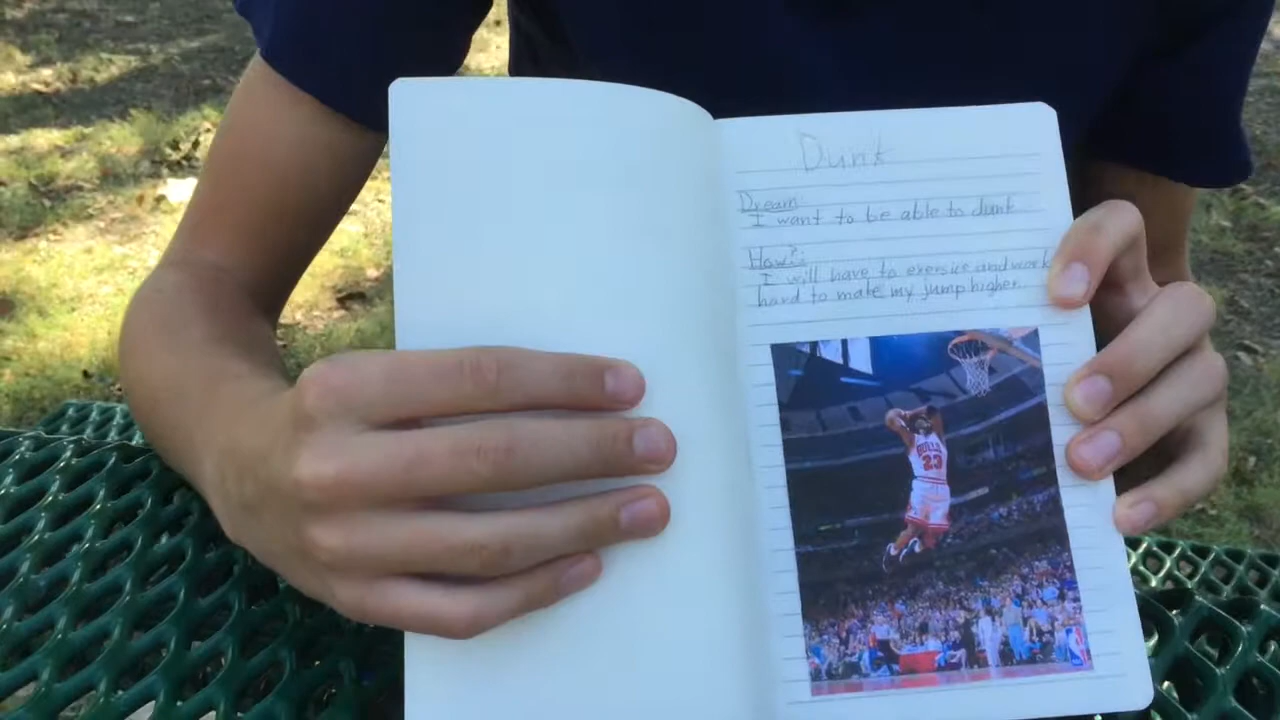 Dunk
Dream:
I want to be able to dunk
How?:
I will have to exersice and work
hard to make my jump higher.
BULLS
23